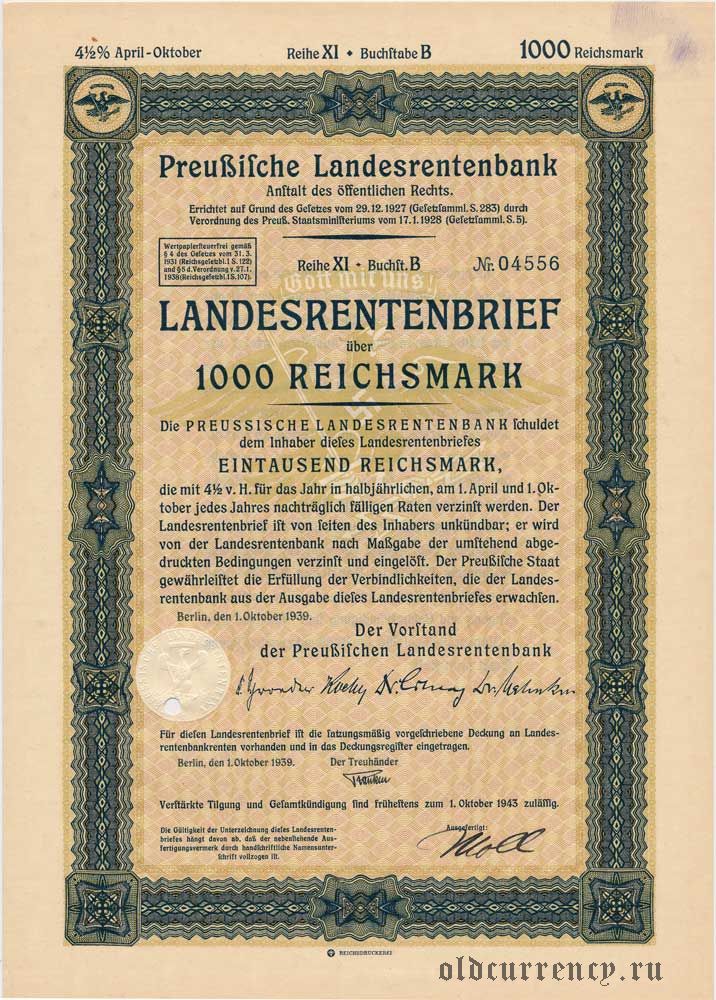 4½% April-Oktober Reihe XI • Buchſtabe B 1000 Reichsmark
Preußiſche Landesrentenbank
Anſtalt des öffentlichen Rechts.
Errichtet auf Grund des Geſetzes vom 29.12.1927 (Geſetzſamml. S. 283) durch
Verordnung des Preuß. Staatsminiſteriums vom 17.1.1928 (Geſetzſamml. S. 5).
Wertpapierſteuerfrei gemäß
§ 4 des Geſetzes vom 31. 3.
1931 (Reichsgeſetzbl. I S. 122)
und § 5 d. Verordnung v. 27.1.
1938 (Reichsgeſetzbl. I S. 107).
Reihe XI • Buchſt. B Nr. 04556
Gott mit uns!
LANDESRENTENBRIEF
über
1000 REICHSMARK
Die PREUSSISCHE LANDESRENTENBANK ſchuldet
dem Inhaber dieſes Landesrentenbriefes
EINTAUSEND REICHSMARK,
die mit 4½ v. H. für das Jahr in halbjährlichen, am 1. April und 1. Ok-
tober jedes Jahres nachträglich fälligen Raten verzinſt werden. Der
Landesrentenbrief iſt von ſeiten des Inhabers unkündbar; er wird
von der Landesrentenbank nach Maßgabe der umſtehend abge-
druckten Bedingungen verzinſt und eingelöſt. Der Preußiſche Staat
gewährleiſtet die Erfüllung der Verbindlichkeiten, die der Landes-
rentenbank aus der Ausgabe dieſes Landesrentenbriefes erwachſen.
Berlin, den 1. Oktober 1939.
Der Vorſtand
der Preußiſchen Landesrentenbank
Für dieſen Landesrentenbrief iſt die ſatzungsmäßig vorgeſchriebene Deckung an Landes-
rentenbankrenten vorhanden und in das Deckungsregiſter eingetragen.
Berlin, den 1. Oktober 1939. Der Treuhänder
Verſtärkte Tilgung und Geſamtkündigung ſind früheſtens zum 1. Oktober 1943 zuläſſig.
Die Gültigkeit der Unterzeichnung dieſes Landesrenten-
briefes hängt davon ab, daß der nebenſtehende Aus-
fertigungsvermerk durch handſchriftliche Namensunter-
ſchrift vollzogen iſt.
Ausgefertigt:
REICHSDRUCKEREI
oldcurrency.ru